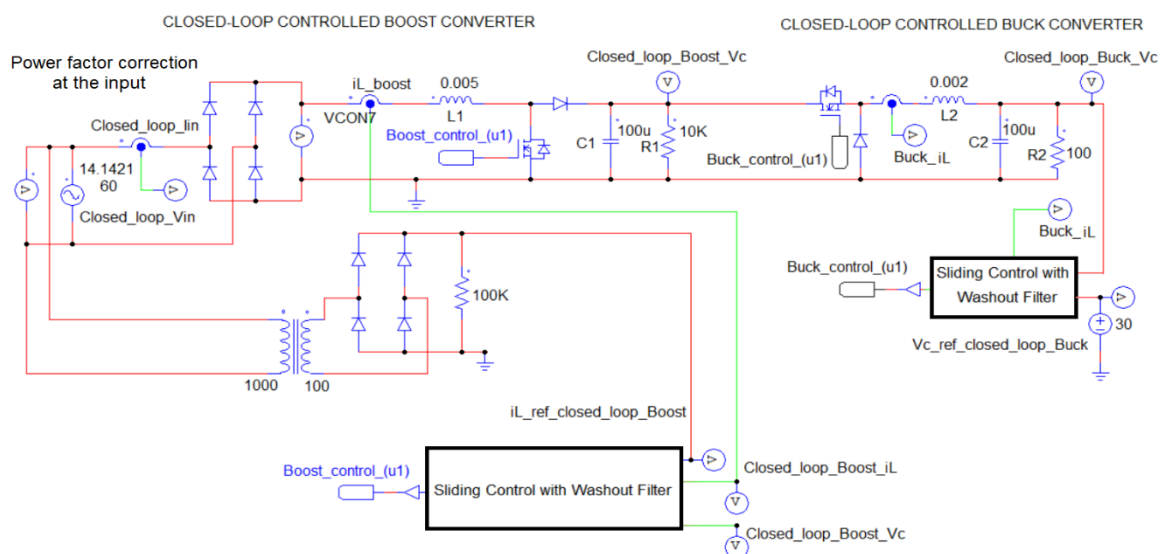 CLOSED-LOOP CONTROLLED BOOST CONVERTER
CLOSED-LOOP CONTROLLED BUCK CONVERTER
Power factor correction
at the input
Closed_loop_Iin
14.1421
60
Closed_loop_Vin
iL_boost
VCON7
0.005
L1
Boost_control_(u1)
Closed_loop_Boost_Vc
100u
C1
10K
R1
Buck_control_(u1)
Buck_iL
0.002
L2
Closed_loop_Buck_Vc
100u
C2
R2
100
Buck_iL
Buck_control_(u1)
Sliding Control with
Washout Filter
30
Vc_ref_closed_loop_Buck
100K
1000
100
iL_ref_closed_loop_Boost
Boost_control_(u1)
Sliding Control with Washout Filter
Closed_loop_Boost_iL
Closed_loop_Boost_Vc